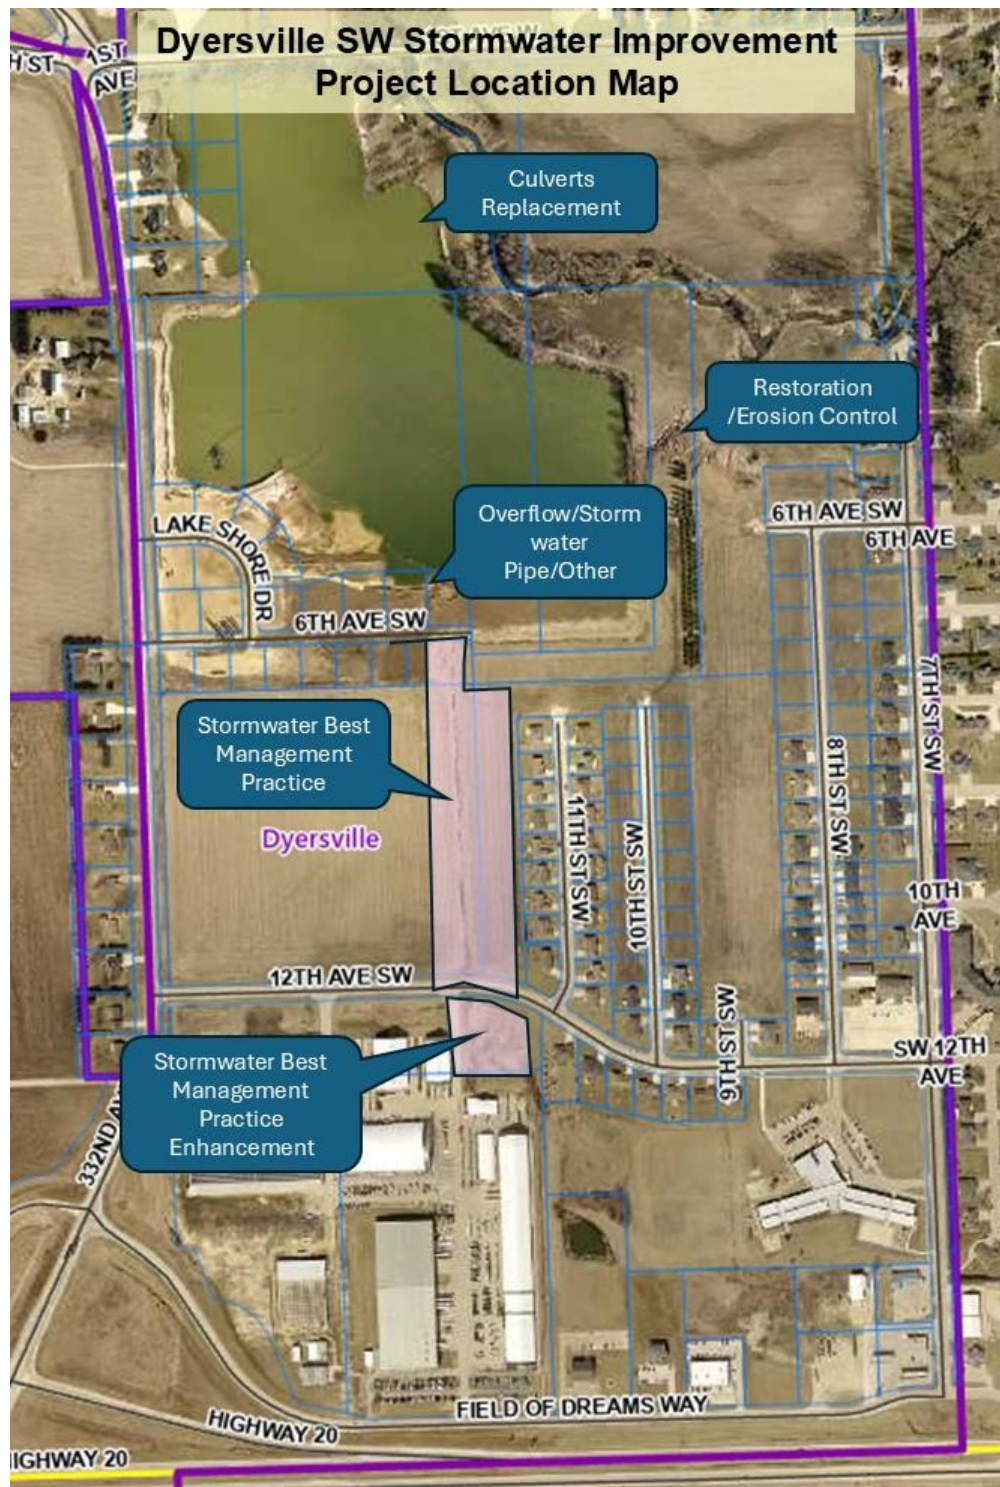 Dyersville SW Stormwater Improvement
Project Location Map
1ST
AVE
Culverts
Replacement
Restoration
/Erosion Control
Overflow/Storm
water
Pipe/Other
6TH AVE SW
6TH AVE
LAKE SHORE DR
6TH AVE SW
7TH ST SW
Stormwater Best
Management
Practice
Dyersville
8TH ST SW
11TH ST SW
10TH ST SW
10TH
AVE
12TH AVE SW
9TH ST SW
SW 12TH
AVE
Stormwater Best
Management
Practice
Enhancement
332ND AV
FIELD OF DREAMS WAY
HIGHWAY 20
IGHWAY 20